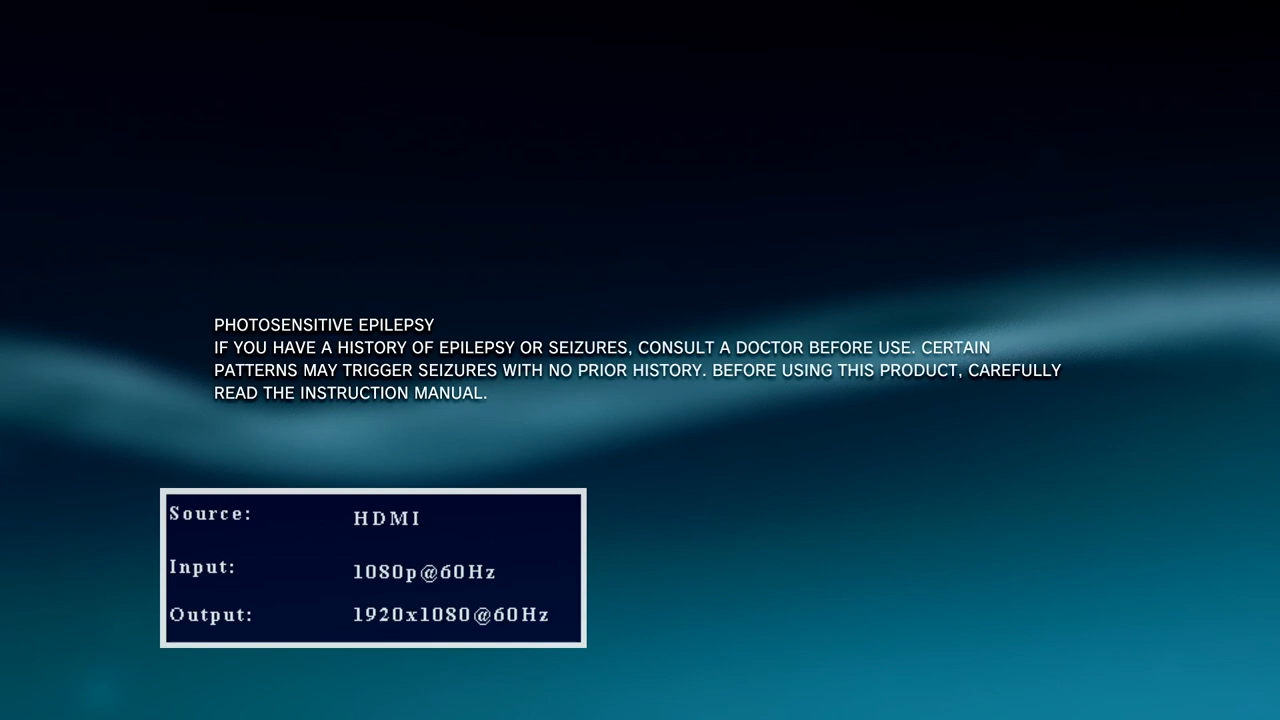 PHOTOSENSITIVE EPILEPSY
IF YOU HAVE A HISTORY OF EPILEPSY OR SEIZURES, CONSULT A DOCTOR BEFORE USE. CERTAIN
PATTERNS MAY TRIGGER SEIZURES WITH NO PRIOR HISTORY. BEFORE USING THIS PRODUCT, CAREFULLY
READ THE INSTRUCTION MANUAL.
Source: HDMI
Input: 1080p@60Hz
Output: 1920x1080@60Hz